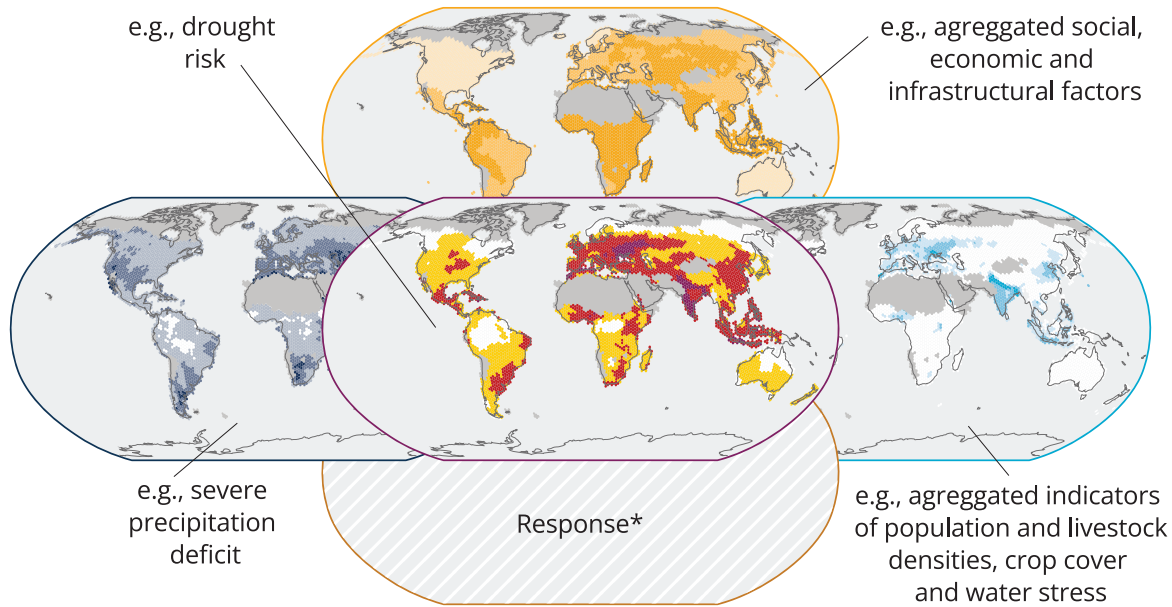 e.g., drought
risk
e.g., agreggated social,
economic and
infrastructural factors
e.g., severe
precipitation
deficit
Response*
e.g., agreggated indicators
of population and livestock
densities, crop cover
and water stress